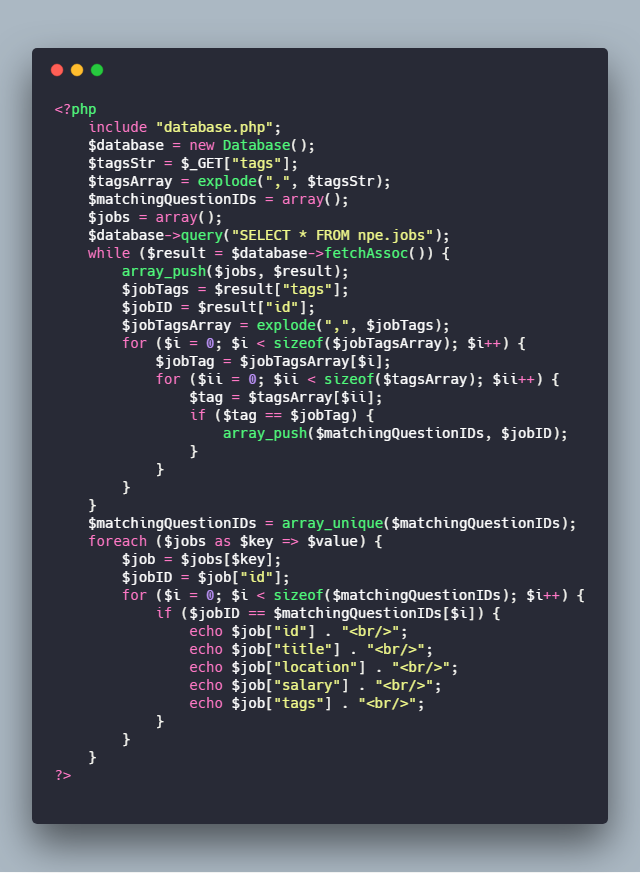 <?php
    include "database.php";
    $database = new Database();
    $tagsStr = $_GET["tags"];
    $tagsArray = explode(",", $tagsStr);
    $matchingQuestionIDs = array();
    $jobs = array();
    $database->query("SELECT * FROM npe.jobs");
    while ($result = $database->fetchAssoc()) {
        array_push($jobs, $result);
        $jobTags = $result["tags"];
        $jobID = $result["id"];
        $jobTagsArray = explode(",", $jobTags);
        for ($i = 0; $i < sizeof($jobTagsArray); $i++) {
            $jobTag = $jobTagsArray[$i];
            for ($ii = 0; $ii < sizeof($tagsArray); $ii++) {
                $tag = $tagsArray[$ii];
                if ($tag == $jobTag) {
                    array_push($matchingQuestionIDs, $jobID);
                }
            }
        }
    }
    $matchingQuestionIDs = array_unique($matchingQuestionIDs);
    foreach ($jobs as $key => $value) {
        $job = $jobs[$key];
        $jobID = $job["id"];
        for ($i = 0; $i < sizeof($matchingQuestionIDs); $i++) {
            if ($jobID == $matchingQuestionIDs[$i]) {
                echo $job["id"] . "<br/>";
                echo $job["title"] . "<br/>";
                echo $job["location"] . "<br/>";
                echo $job["salary"] . "<br/>";
                echo $job["tags"] . "<br/>";
            }
        }
    }
?>